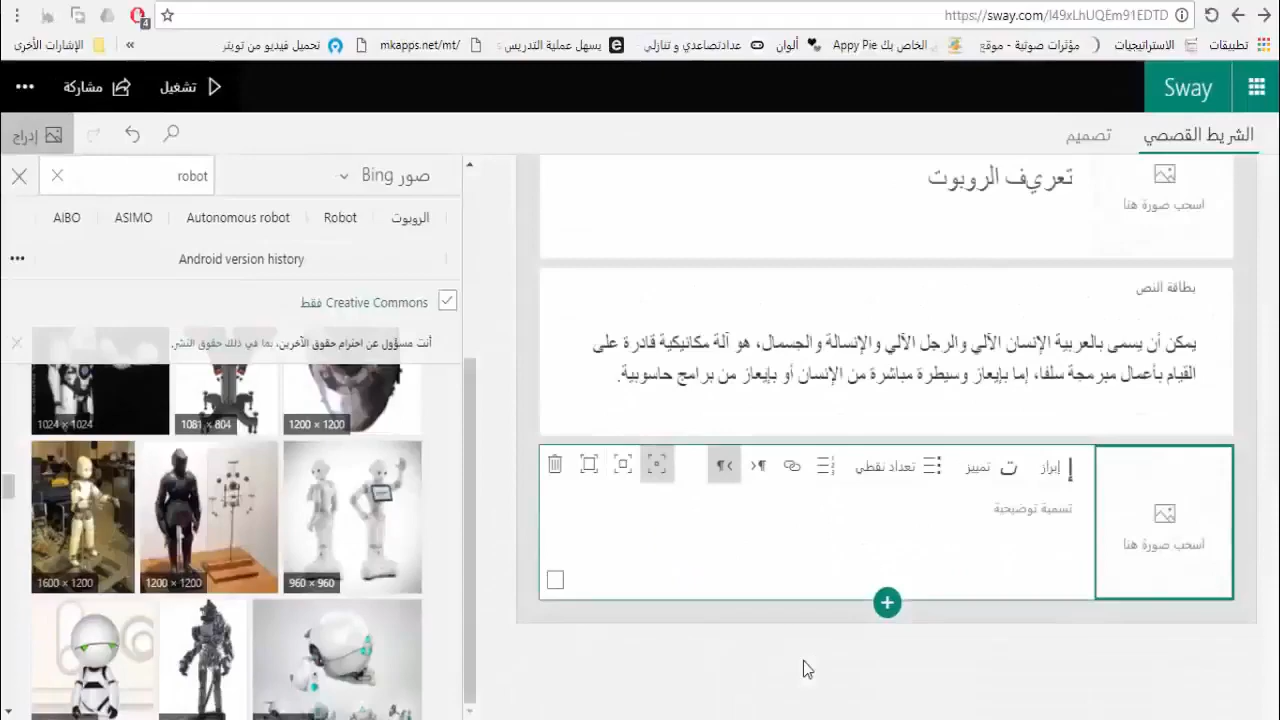 https://sway.com/l49xLhUQEm91EDTD
4
تطبيقات
الاستراتيجيات
مؤثرات صوتية - موقع
الخاص بك Appy Pie
ألوان
عدادتصاعدي و تنازلي
يسهل عملية التدريس
mkapps.net/mt/
تحميل فيديو من تويتر
»
الإشارات الأخرى
Sway
تشغيل
مشاركة
الشريط القصصي
تصميم
إدراج
صور Bing
robot
الروبوت
Robot
Autonomous robot
ASIMO
AIBO
Android version history
Creative Commons فقط
أنت مسؤول عن احترام حقوق الآخرين، بما في ذلك حقوق النشر.
1024 × 1024
1081 × 804
1200 × 1200
1600 × 1200
1200 × 1200
960 × 960
تعريف الروبوت
اسحب صورة هنا
بطاقة النص
يمكن أن يسمى بالعربية الإنسان الآلي والرجل الآلي والإنسالة والجسمال، هو آلة مكانيكية قادرة على
القيام بأعمال مبرمجة سلفا، إما بإيعاز وسيطرة مباشرة من الإنسان أو بإيعاز من برامج حاسوبية.
إبراز
تمييز
تعداد نقطي
تسمية توضيحية
اسحب صورة هنا